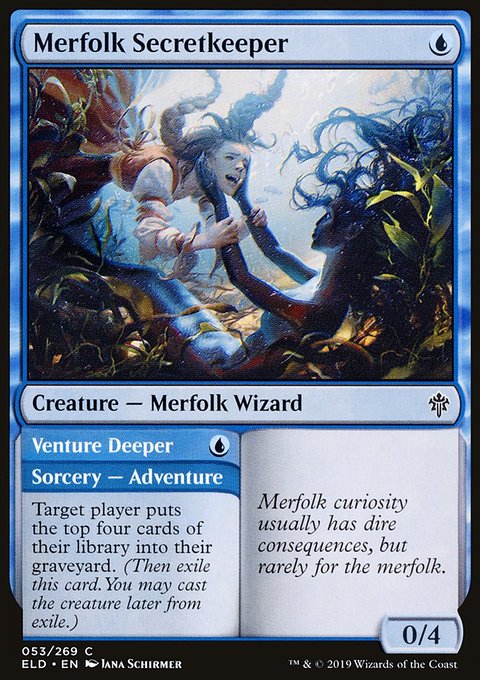 Merfolk Secretkeeper
Creature — Merfolk Wizard
Venture Deeper
Sorcery — Adventure
Target player puts
the top four cards of
their library into their
graveyard. (Then exile
this card. You may cast
the creature later from
exile.)
Merfolk curiosity
usually has dire
consequences, but
rarely for the merfolk.
0/4
053/269 C
ELD • EN Jana Schirmer
™ & © 2019 Wizards of the Coast